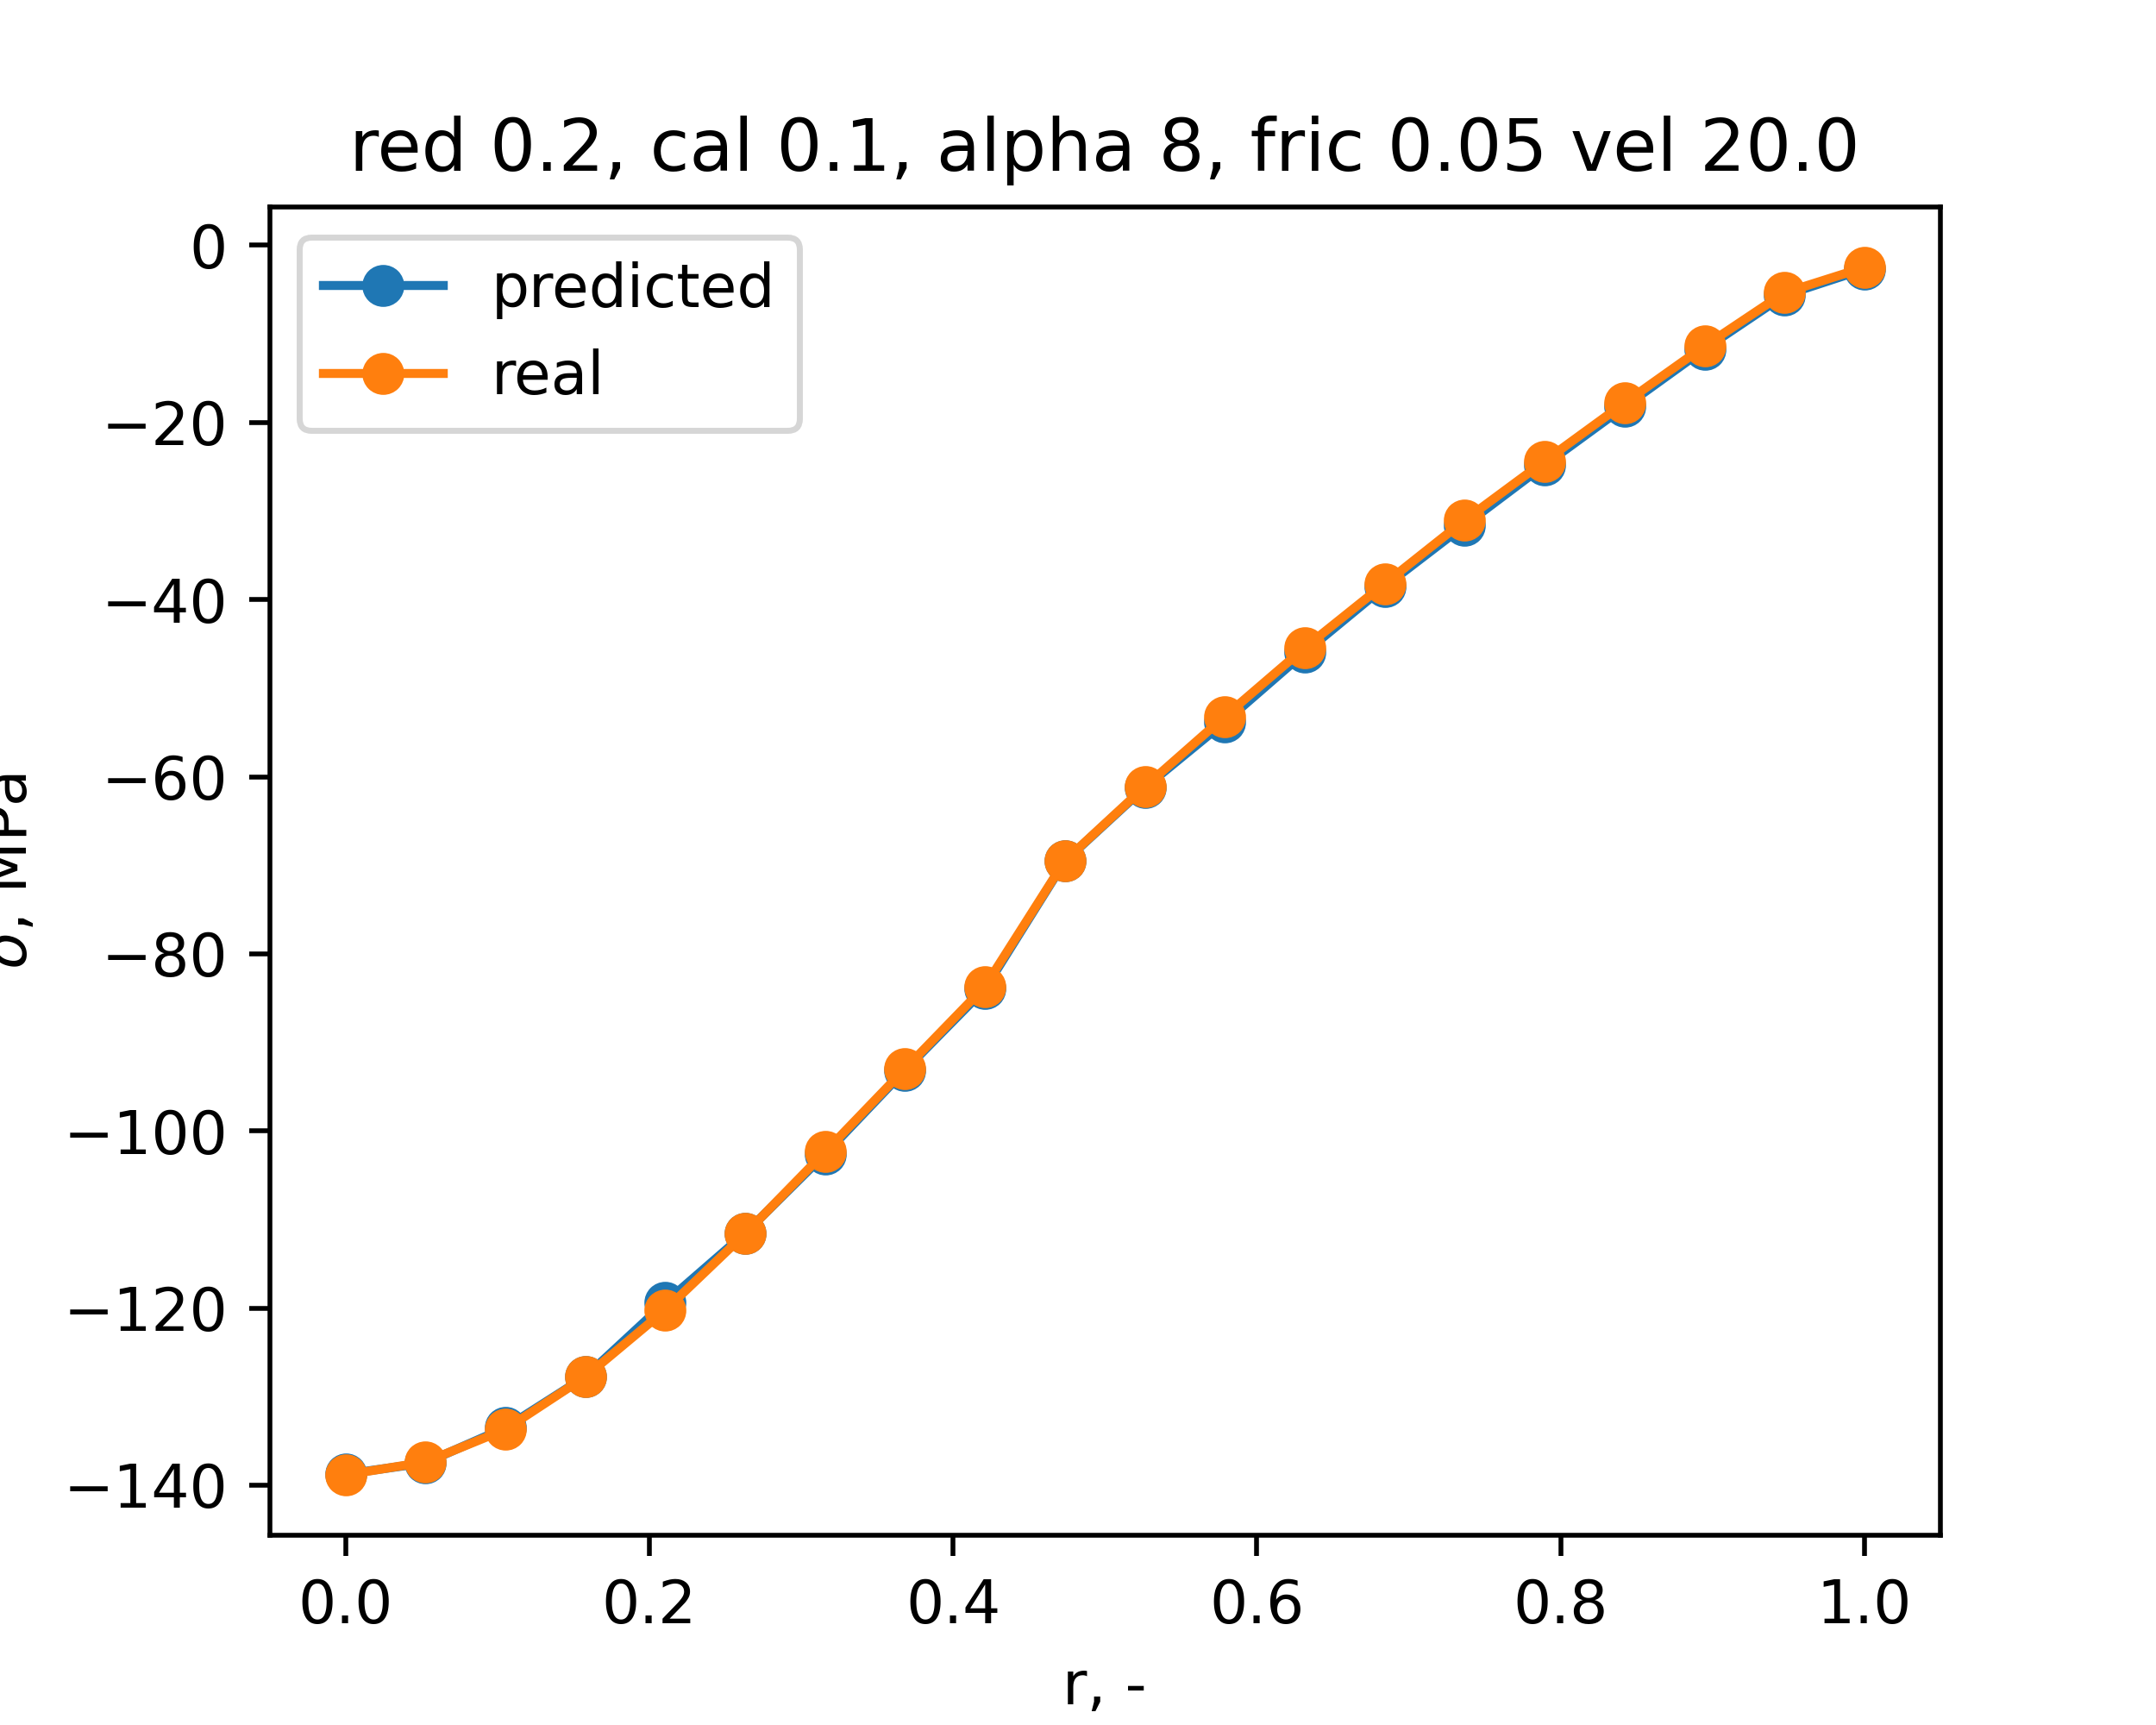 red 0.2, cal 0.1, alpha 8, fric 0.05 vel 20.0
predicted
real
0
−20
−40
−60
−80
−100
−120
−140
, MPa
0.0 0.2 0.4 0.6 0.8 1.0
r, -